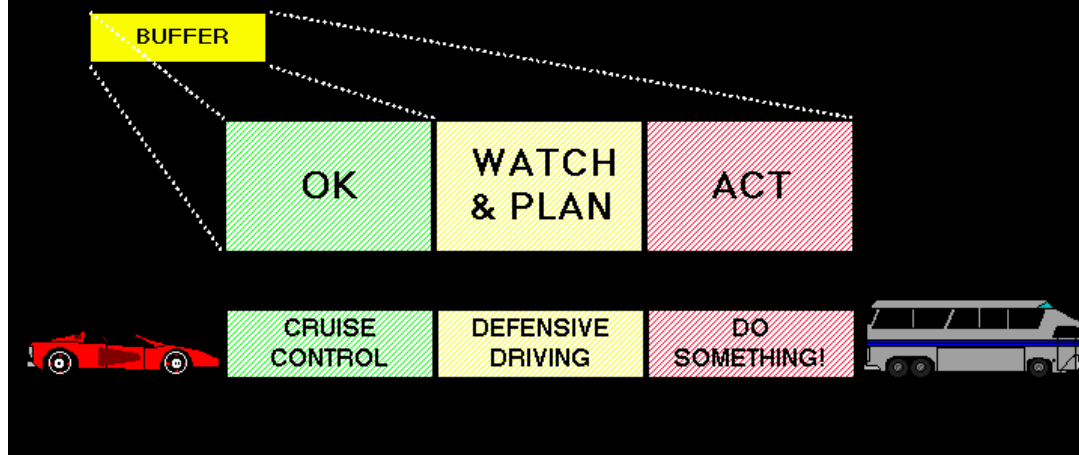 BUFFER
OK
WATCH
& PLAN
ACT
CRUISE
CONTROL
DEFENSIVE
DRIVING
DO
SOMETHING!